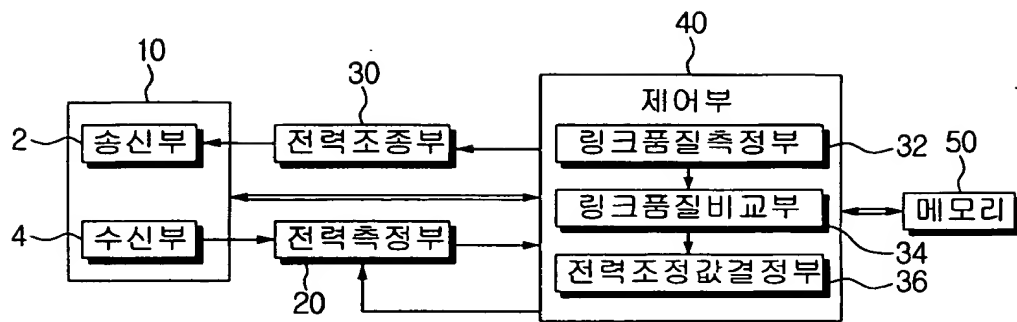 40
10
30
제어부
2
송신부
전력조종부
링크품질측정부
32
50
링크품질비교부
메모리
4
수신부
전력측정부
34
20
전력조정값결정부
36